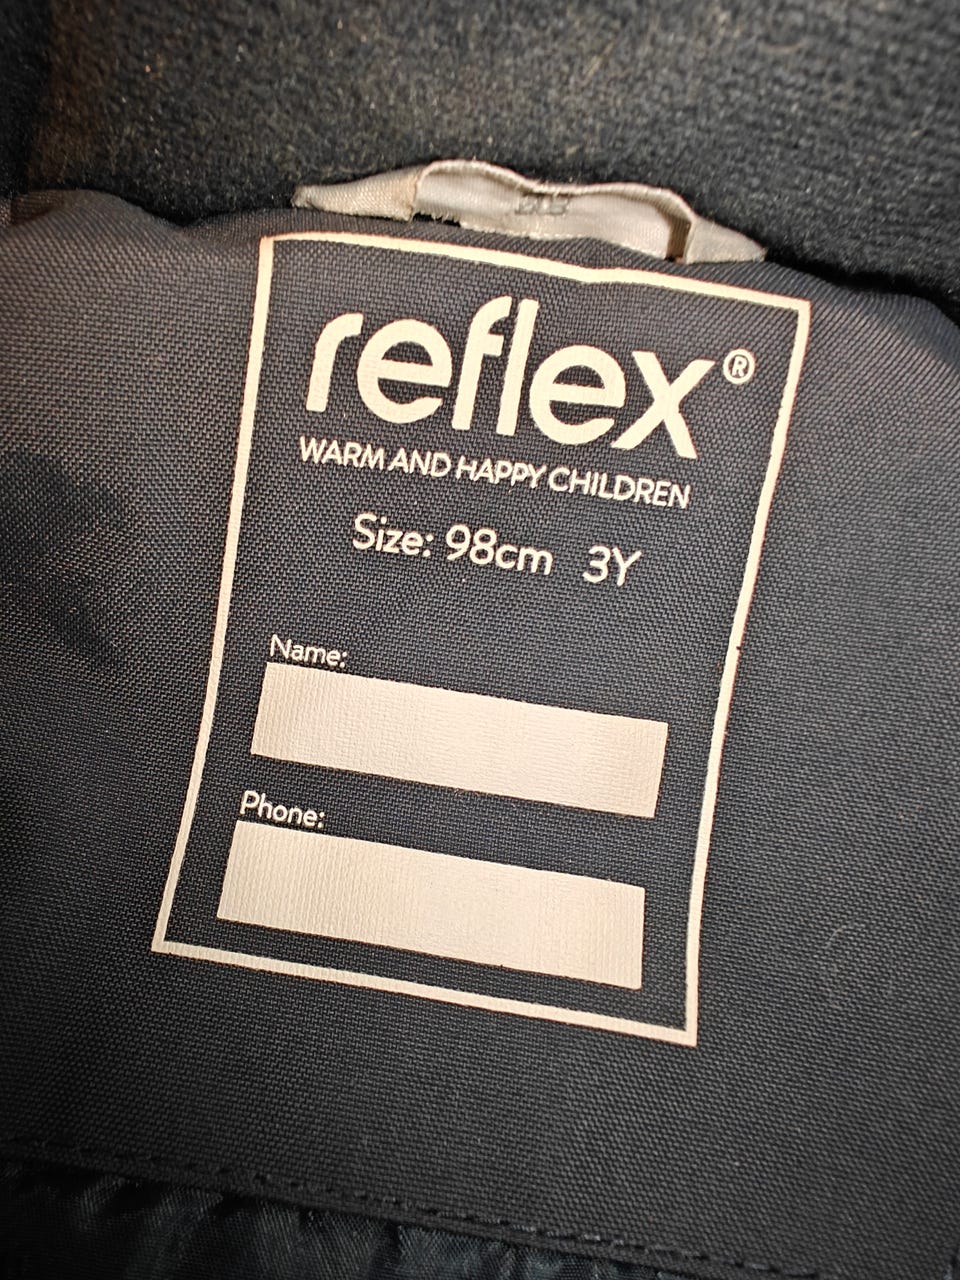 reflex®
WARM AND HAPPY CHILDREN
Size: 98cm 3Y
Name:
Phone: